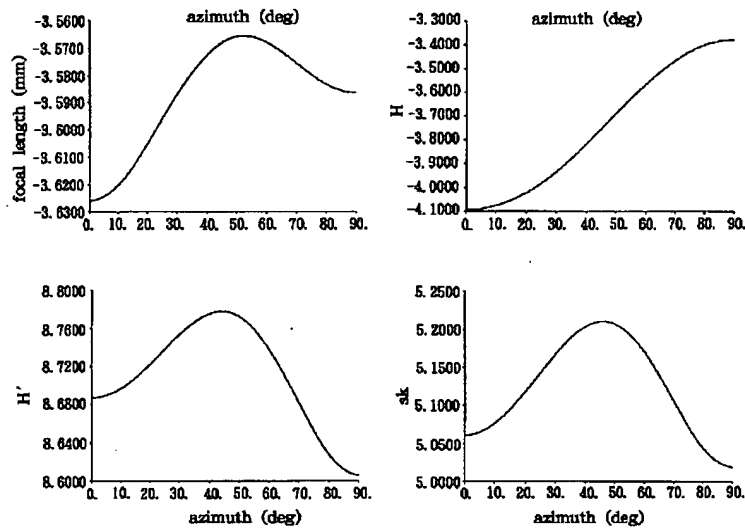 azimuth (deg)
-3.5600
-3.5700
-3.5800
-3.5900
-3.6000
-3.6100
-3.6200
-3.6300
focal length (mm)
0. 10. 20. 30. 40. 50. 60. 70. 80. 90.
azimuth (deg)
-3.3000
-3.4000
-3.5000
-3.6000
-3.7000
-3.8000
-3.9000
-4.0000
-4.1000
H
0. 10. 20. 30. 40. 50. 60. 70. 80. 90.
8.8000
8.7600
8.7200
8.6800
8.6400
8.6000
H'
0. 10. 20. 30. 40. 50. 60. 70. 80. 90.
azimuth (deg)
5.2500
5.2000
5.1500
5.1000
5.0500
5.0000
sk
0. 10. 20. 30. 40. 50. 60. 70. 80. 90.
azimuth (deg)